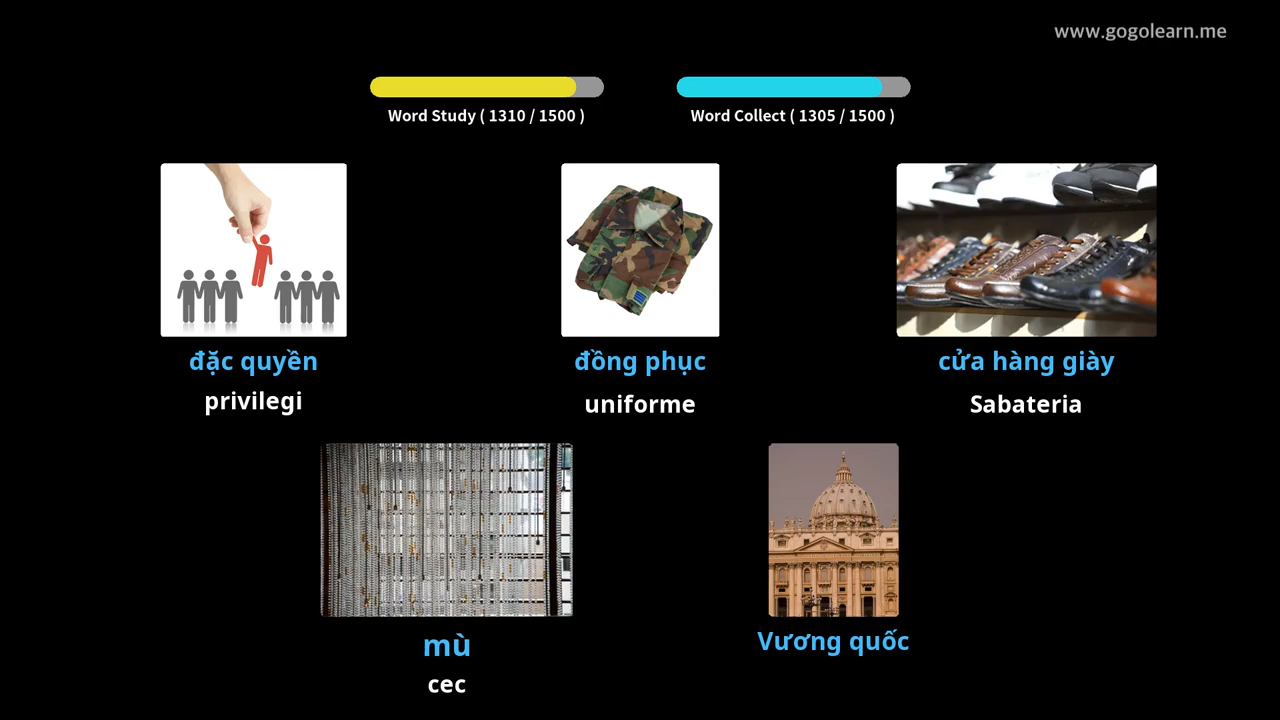 www.gogolearn.me
Word Study ( 1310 / 1500 )
Word Collect ( 1305 / 1500 )
đặc quyền
privilegi
đồng phục
uniforme
cửa hàng giày
Sabateria
mù
cec
Vương quốc